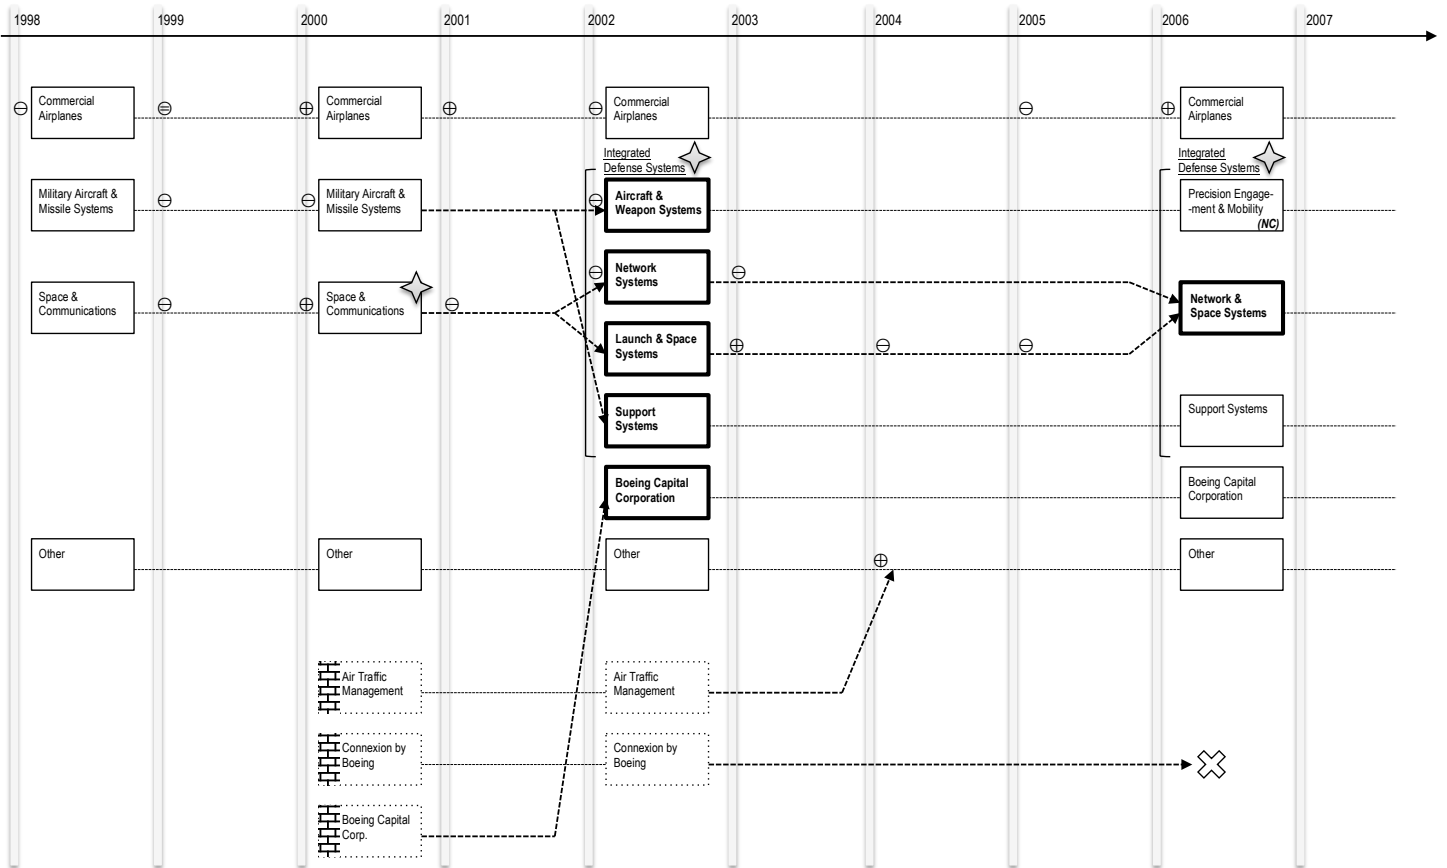 1998
1999
2000
2001
2002
2003
2004
2005
2006
2007
Commercial
Airplanes
Commercial
Airplanes
Commercial
Airplanes
Commercial
Airplanes
Integrated
Defense Systems
Integrated
Defense Systems
Military Aircraft &
Missile Systems
Military Aircraft &
Missile Systems
Aircraft &
Weapon Systems
Precision Engage-
-ment & Mobility
(NC)
Network
Systems
Space &
Communications
Space &
Communications
Network &
Space Systems
Launch & Space
Systems
Support
Systems
Support Systems
Boeing Capital
Corporation
Boeing Capital
Corporation
Other
Other
Other
Other
Air Traffic
Management
Air Traffic
Management
Connexion by
Boeing
Connexion by
Boeing
Boeing Capital
Corp.